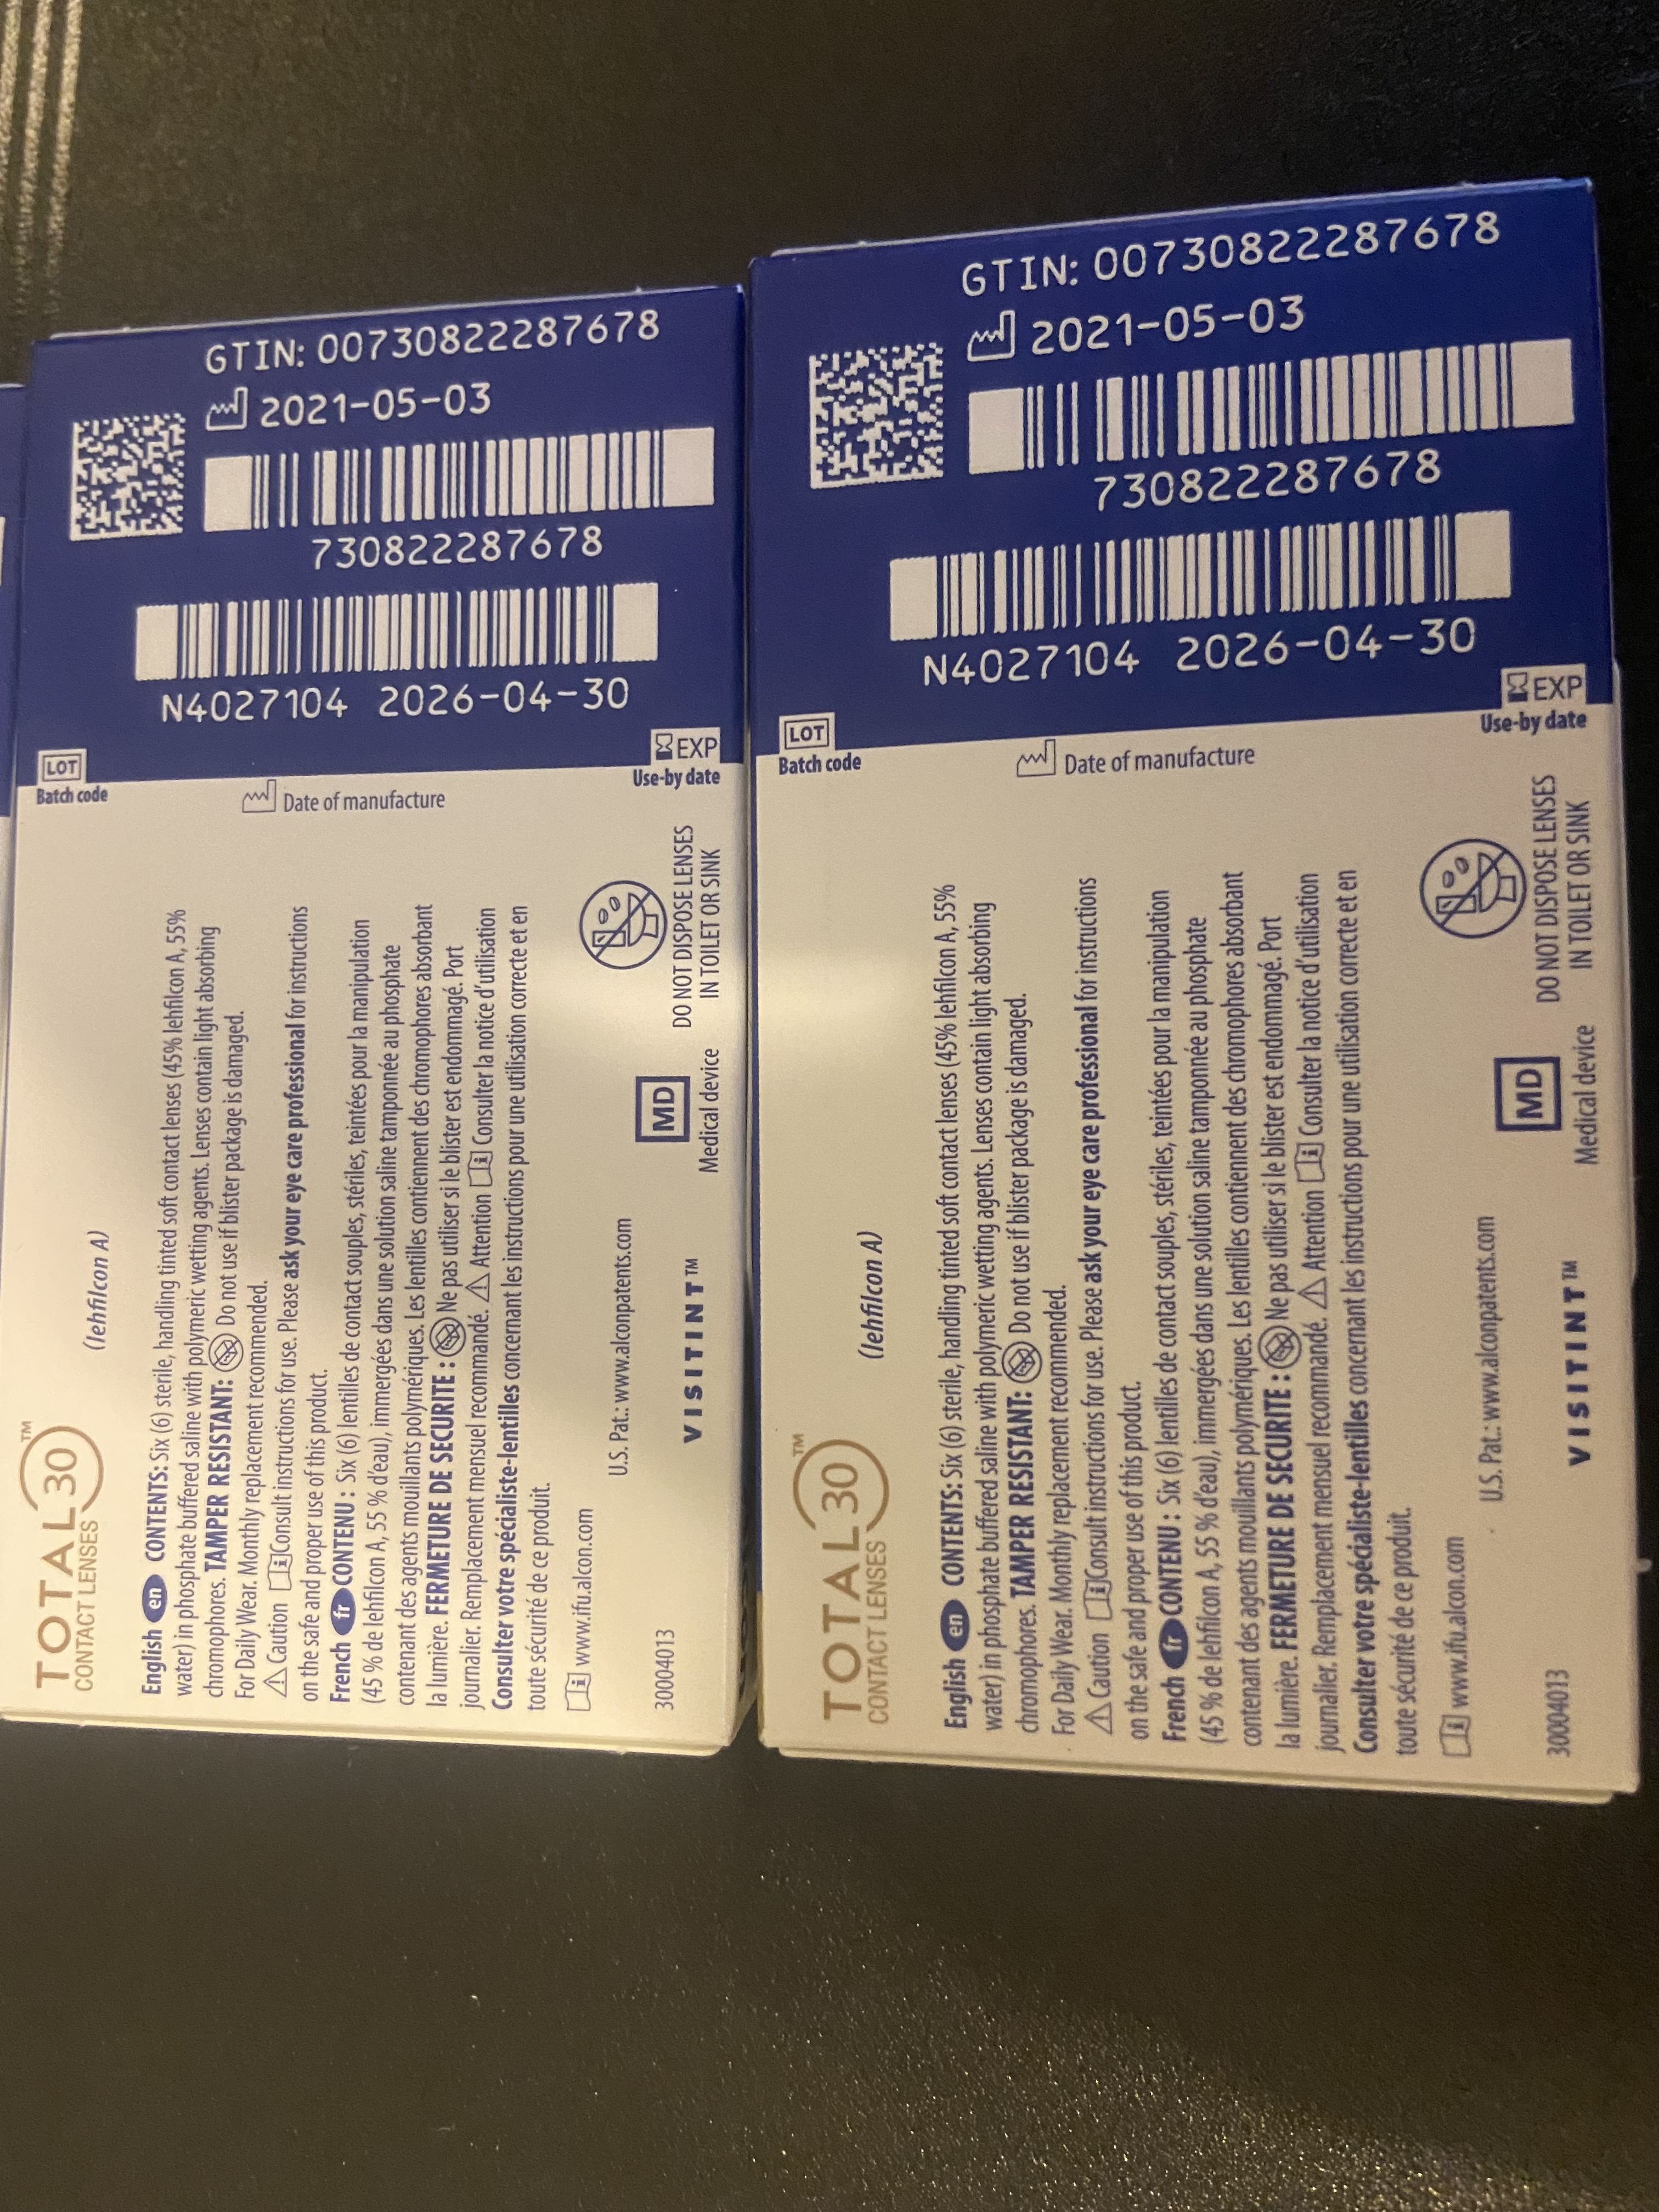 GTIN: 00730822287678
2021-05-03
730822287678
N4027104 2026-04-30
LOT
Batch code
EXP
Use-by date
Date of manufacture
TOTAL30™
CONTACT LENSES
(lehfilcon A)
English en CONTENTS: Six (6) sterile, handling tinted soft contact lenses (45% lehfilcon A, 55%
water) in phosphate buffered saline with polymeric wetting agents. Lenses contain light absorbing
chromophores. TAMPER RESISTANT: Do not use if blister package is damaged.
For Daily Wear. Monthly replacement recommended.
Caution Consult instructions for use. Please ask your eye care professional for instructions
on the safe and proper use of this product.
French fr CONTENU : Six (6) lentilles de contact souples, stériles, teintées pour la manipulation
(45 % de lehfilcon A, 55 % d'eau), immergées dans une solution saline tamponnée au phosphate
contenant des agents mouillants polymériques. Les lentilles contiennent des chromophores absorbant
la lumière. FERMETURE DE SECURITE : Ne pas utiliser si le blister est endommagé. Port
journalier. Remplacement mensuel recommandé. Attention Consulter la notice d'utilisation
Consulter votre spécialiste-lentilles concernant les instructions pour une utilisation correcte et en
toute sécurité de ce produit.
www.ifu.alcon.com
U.S. Pat.: www.alconpatents.com
30004013
VISITINT™
MD
Medical device
DO NOT DISPOSE LENSES
IN TOILET OR SINK
GTIN: 00730822287678
2021-05-03
730822287678
N4027104 2026-04-30
LOT
Batch code
EXP
Use-by date
Date of manufacture
TOTAL30™
CONTACT LENSES
(lehfilcon A)
English en CONTENTS: Six (6) sterile, handling tinted soft contact lenses (45% lehfilcon A, 55%
water) in phosphate buffered saline with polymeric wetting agents. Lenses contain light absorbing
chromophores. TAMPER RESISTANT: Do not use if blister package is damaged.
For Daily Wear. Monthly replacement recommended.
Caution Consult instructions for use. Please ask your eye care professional for instructions
on the safe and proper use of this product.
French fr CONTENU : Six (6) lentilles de contact souples, stériles, teintées pour la manipulation
(45 % de lehfilcon A, 55 % d'eau), immergées dans une solution saline tamponnée au phosphate
contenant des agents mouillants polymériques. Les lentilles contiennent des chromophores absorbant
la lumière. FERMETURE DE SECURITE : Ne pas utiliser si le blister est endommagé. Port
journalier. Remplacement mensuel recommandé. Attention Consulter la notice d'utilisation
Consulter votre spécialiste-lentilles concernant les instructions pour une utilisation correcte et en
toute sécurité de ce produit.
www.ifu.alcon.com
U.S. Pat.: www.alconpatents.com
30004013
VISITINT™
MD
Medical device
DO NOT DISPOSE LENSES
IN TOILET OR SINK